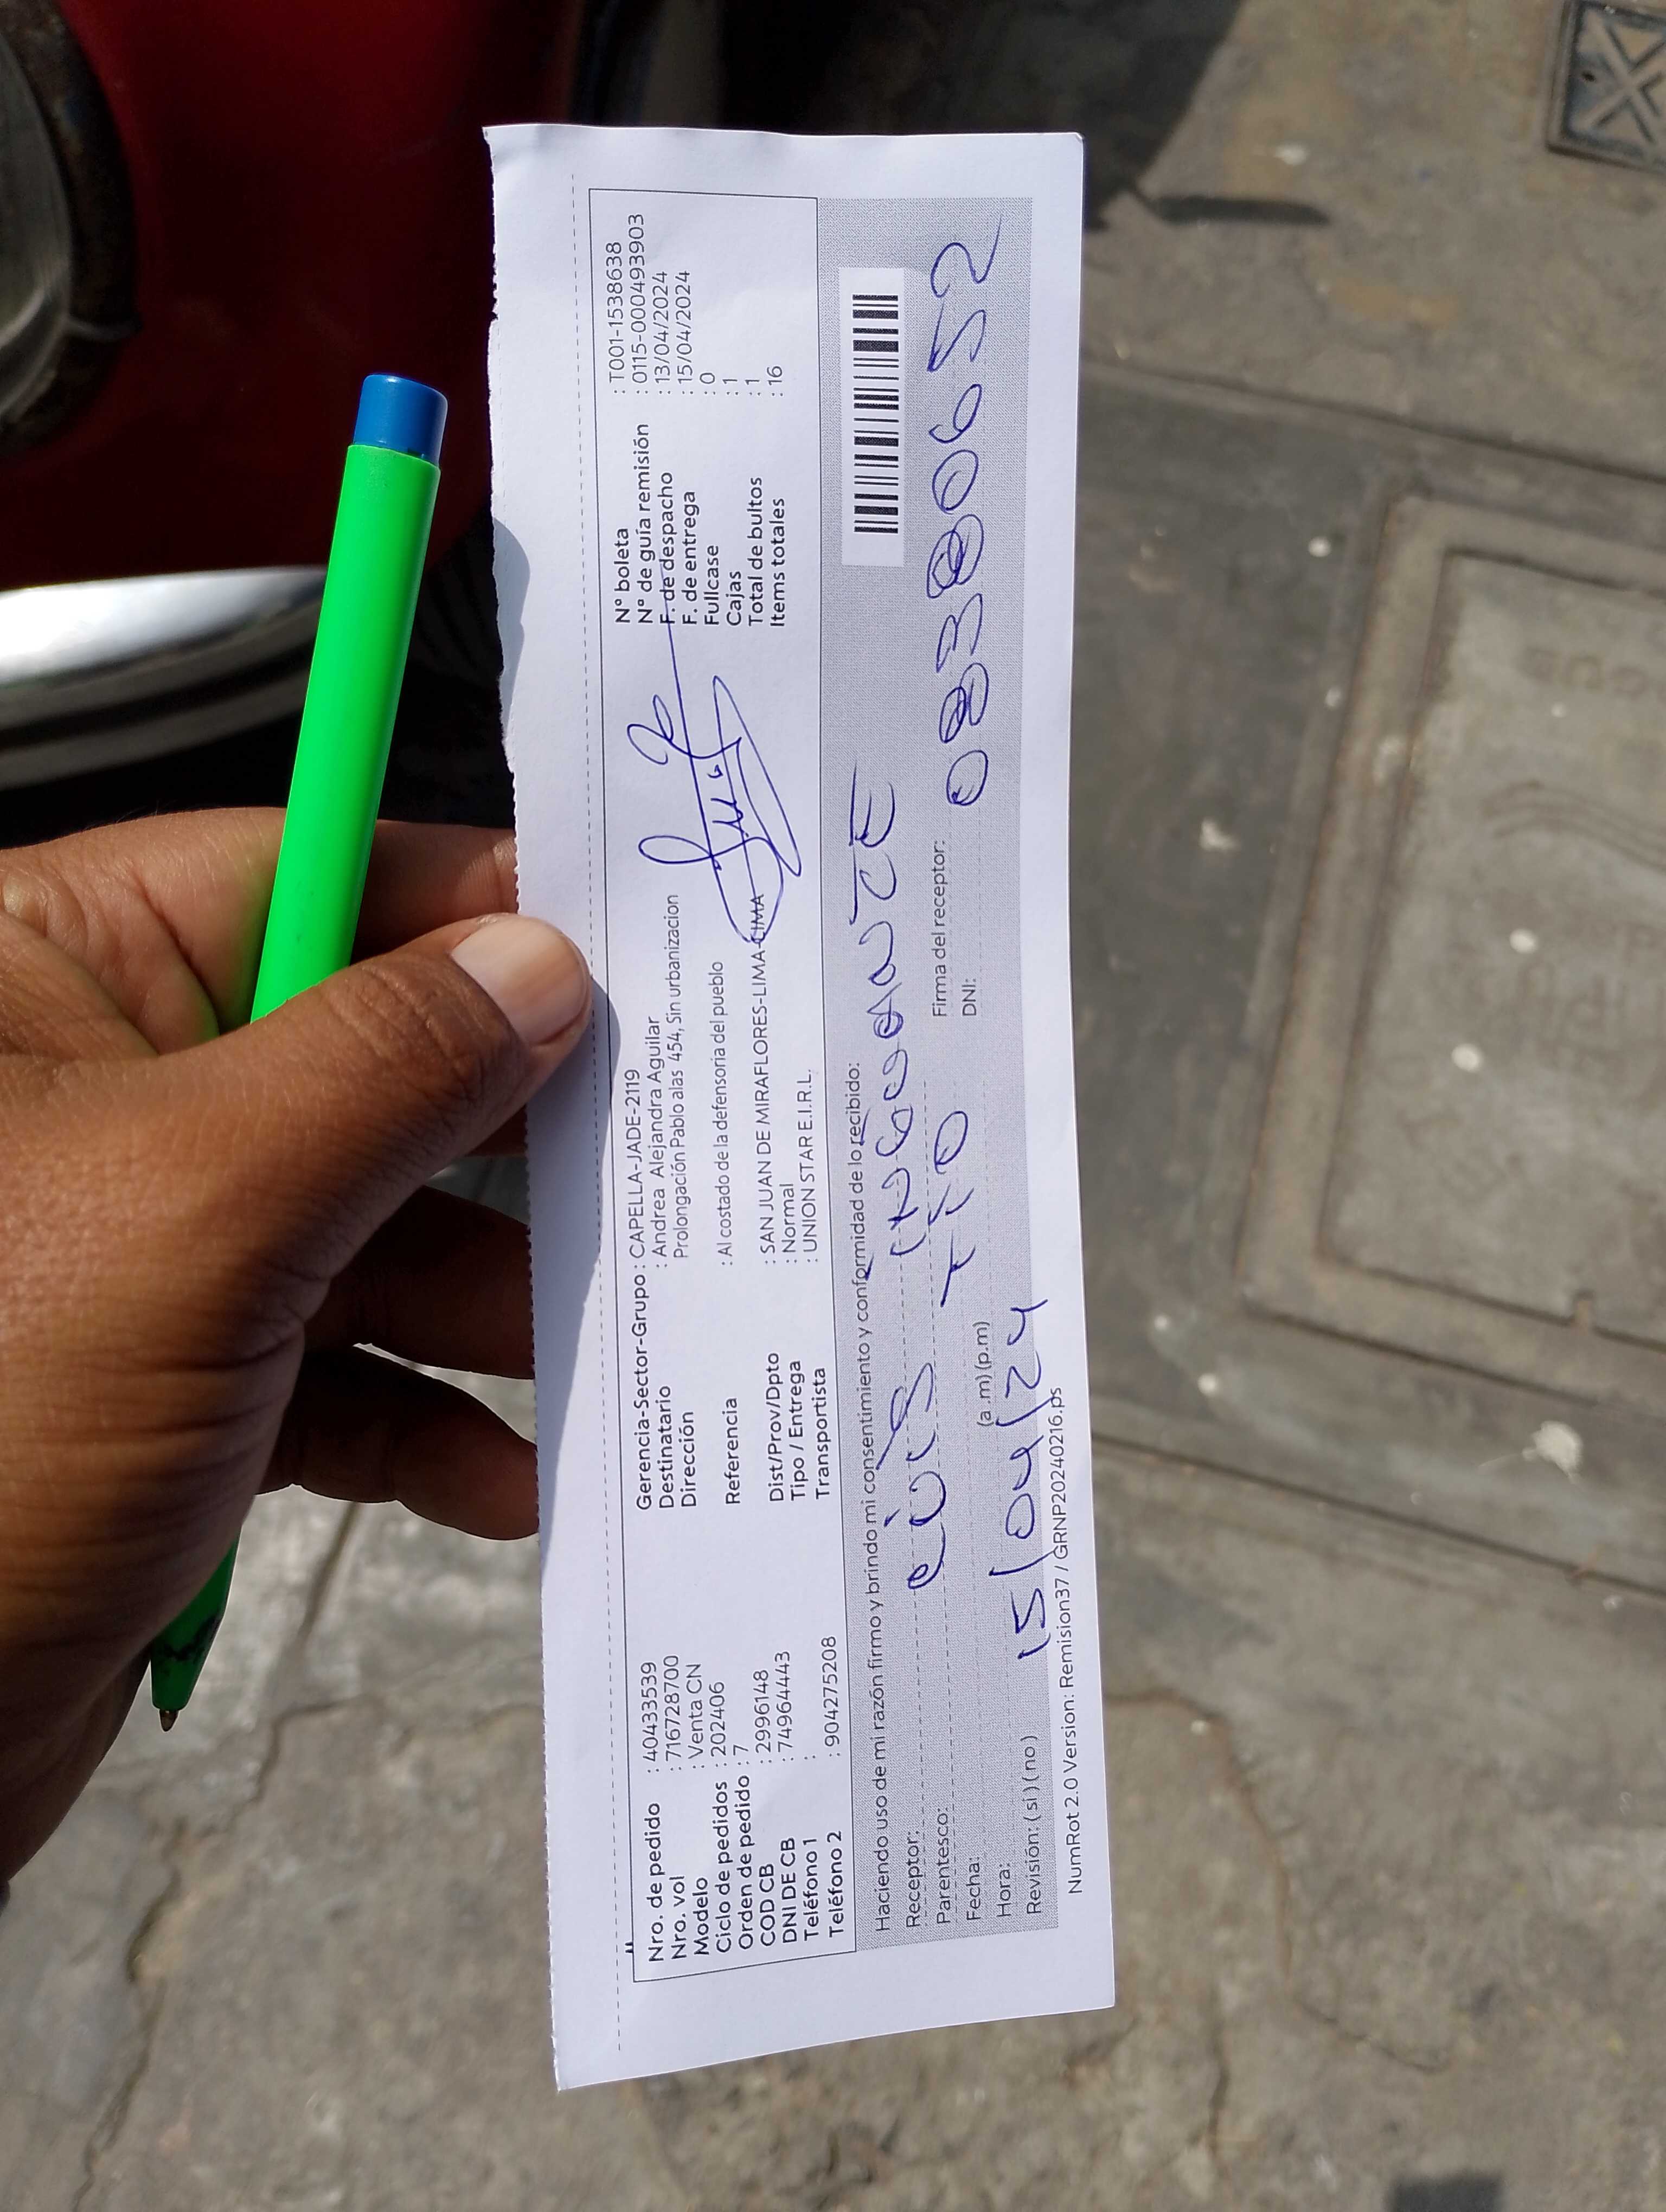 Nro. de pedido : 40433539
Nro. vol : 716728700
Modelo : Venta CN
Ciclo de pedidos : 202406
Orden de pedido : 7
COD CB : 2996148
DNI DE CB : 74964443
Teléfono 1 :
Teléfono 2 : 904275208
Gerencia-Sector-Grupo : CAPELLA-JADE-2119
Destinatario : Andrea Alejandra Aguilar
Dirección Prolongación Pablo alas 454, Sin urbanizacion
Referencia : Al costado de la defensoria del pueblo
Dist/Prov/Dpto : SAN JUAN DE MIRAFLORES-LIMA-LIMA
Tipo / Entrega : Normal
Transportista : UNION STAR E.I.R.L.
N° boleta : T001-1538638
N° de guía remisión : 0115-0000493903
F. de despacho : 13/04/2024
F. de entrega : 15/04/2024
Fullcase : 0
Cajas : 1
Total de bultos : 1
Items totales : 16
Haciendo uso de mi razón firmo y brindo mi consentimiento y conformidad de lo recibido:
Receptor:
Parentesco: TIO
Fecha: 15/04/24
(a .m) (p.m)
Hora:
Revisión: ( si ) ( no )
Firma del receptor:
DNI:
NumRot 2.0 Version: Remision37 / GRNP20240216.ps